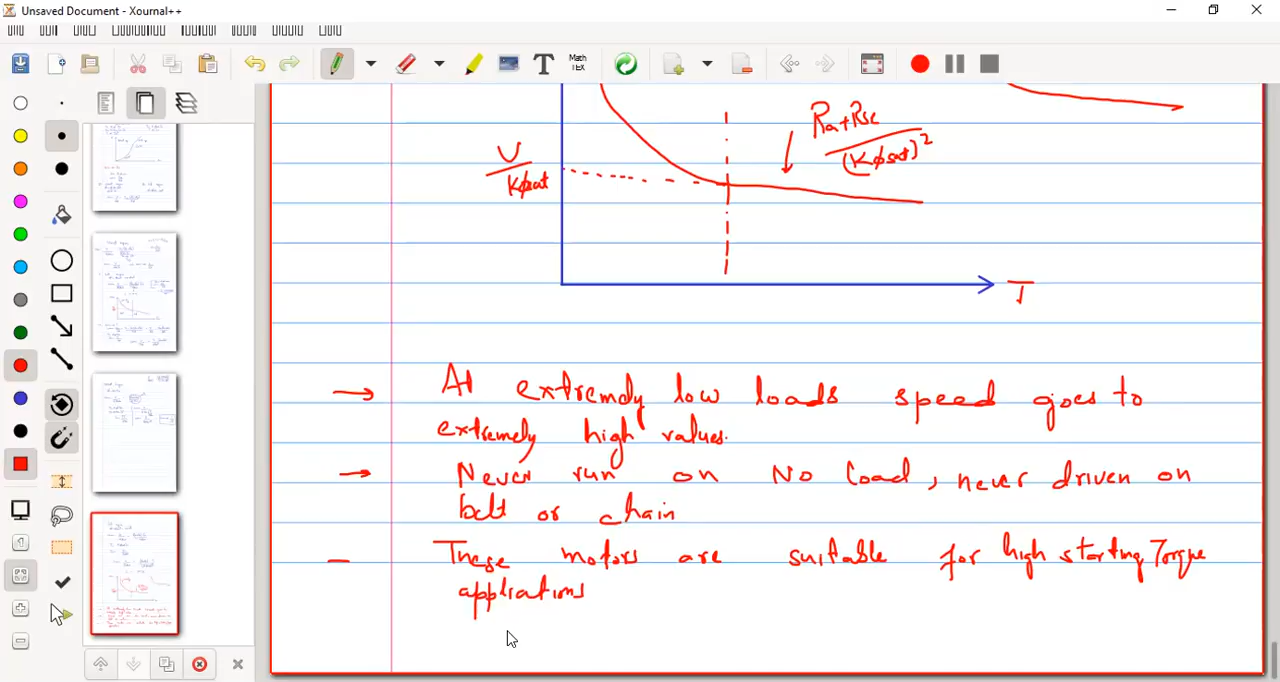 Unsaved Document - Xournal++
T
Math
TEX
Ra+Rse
(Kϕsat)²
V
Kϕsat
T
→ At extremely low loads speed goes to
extremely high values.
→ Never run on No load, never driven on
belt or chain
– These motors are suitable for high starting Torque
applications